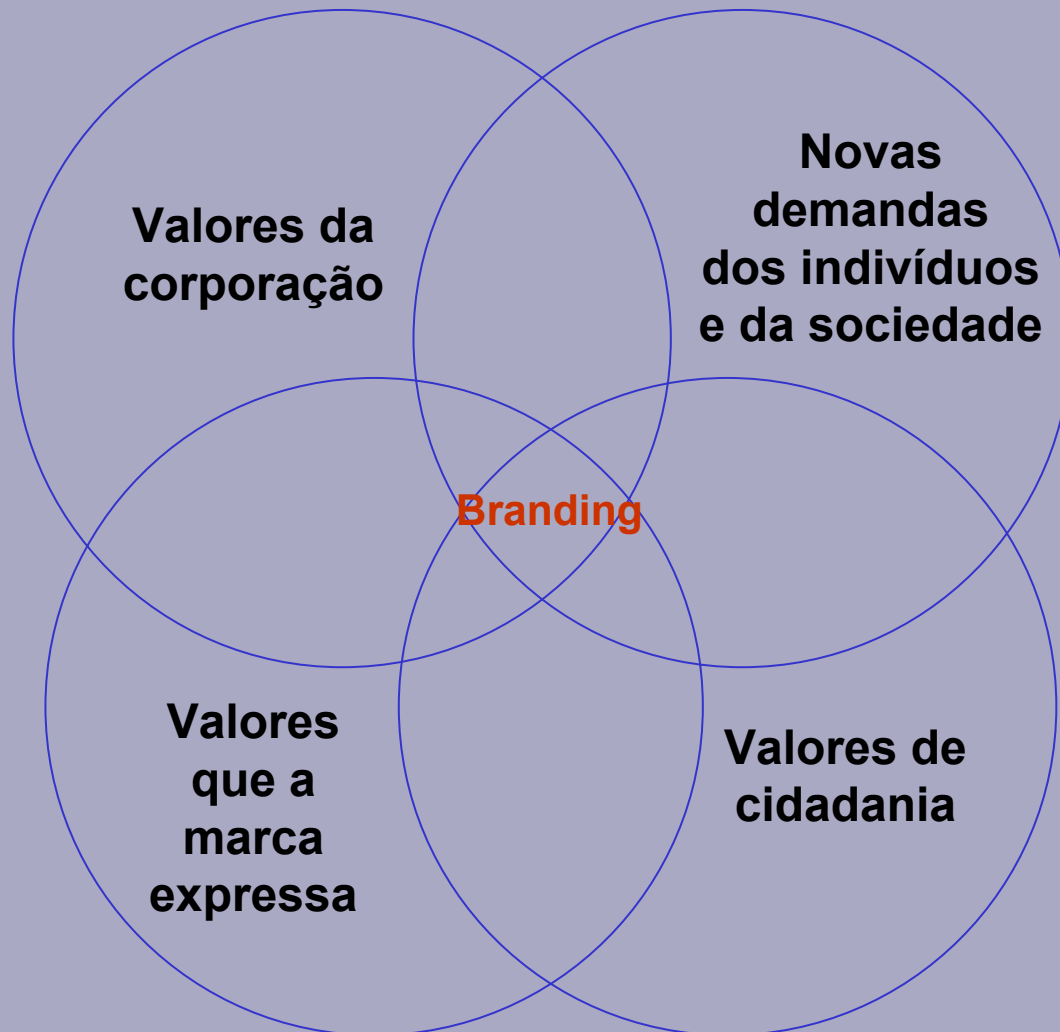 Valores da
corporação
Novas
demandas
dos indivíduos
e da sociedade
Branding
Valores
que a
marca
expressa
Valores de
cidadania